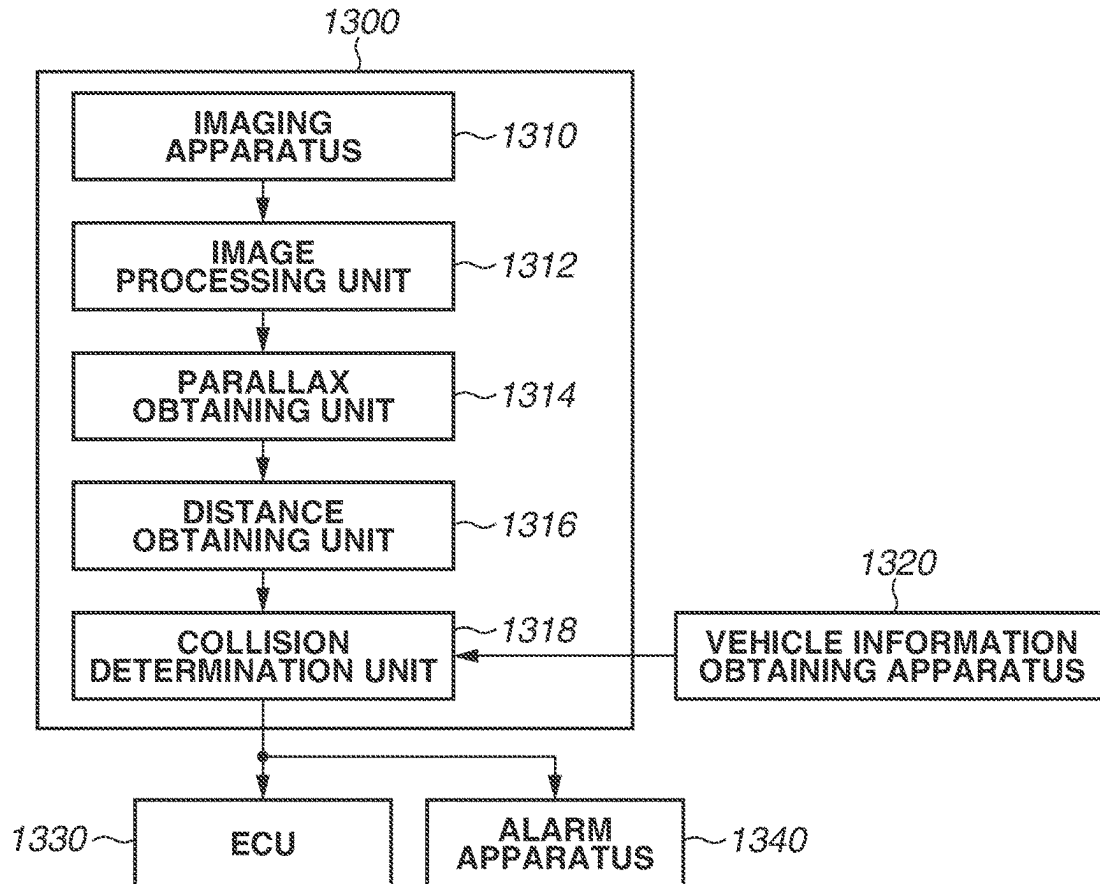 1300
IMAGING
APPARATUS
1310
IMAGE
PROCESSING UNIT
1312
PARALLAX
OBTAINING UNIT
1314
DISTANCE
OBTAINING UNIT
1316
COLLISION
DETERMINATION UNIT
1318
1320
VEHICLE INFORMATION
OBTAINING APPARATUS
1330
ECU
ALARM
APPARATUS
1340